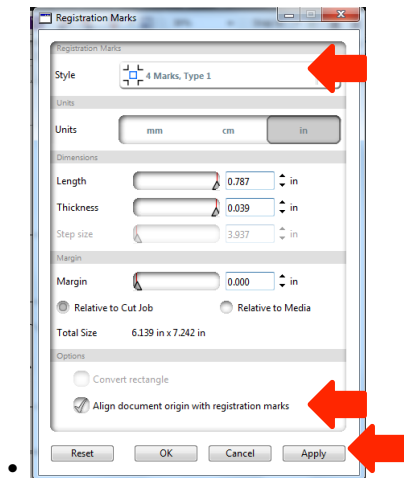 Registration Marks
Registration Marks
Style 4 Marks, Type 1
Units
Units mm cm in
Dimensions
Length 0.787 in
Thickness 0.039 in
Step size 3.937 in
Margin
Margin 0.000 in
Relative to Cut Job Relative to Media
Total Size 6.139 in x 7.242 in
Options
Convert rectangle
Align document origin with registration marks
Reset OK Cancel Apply